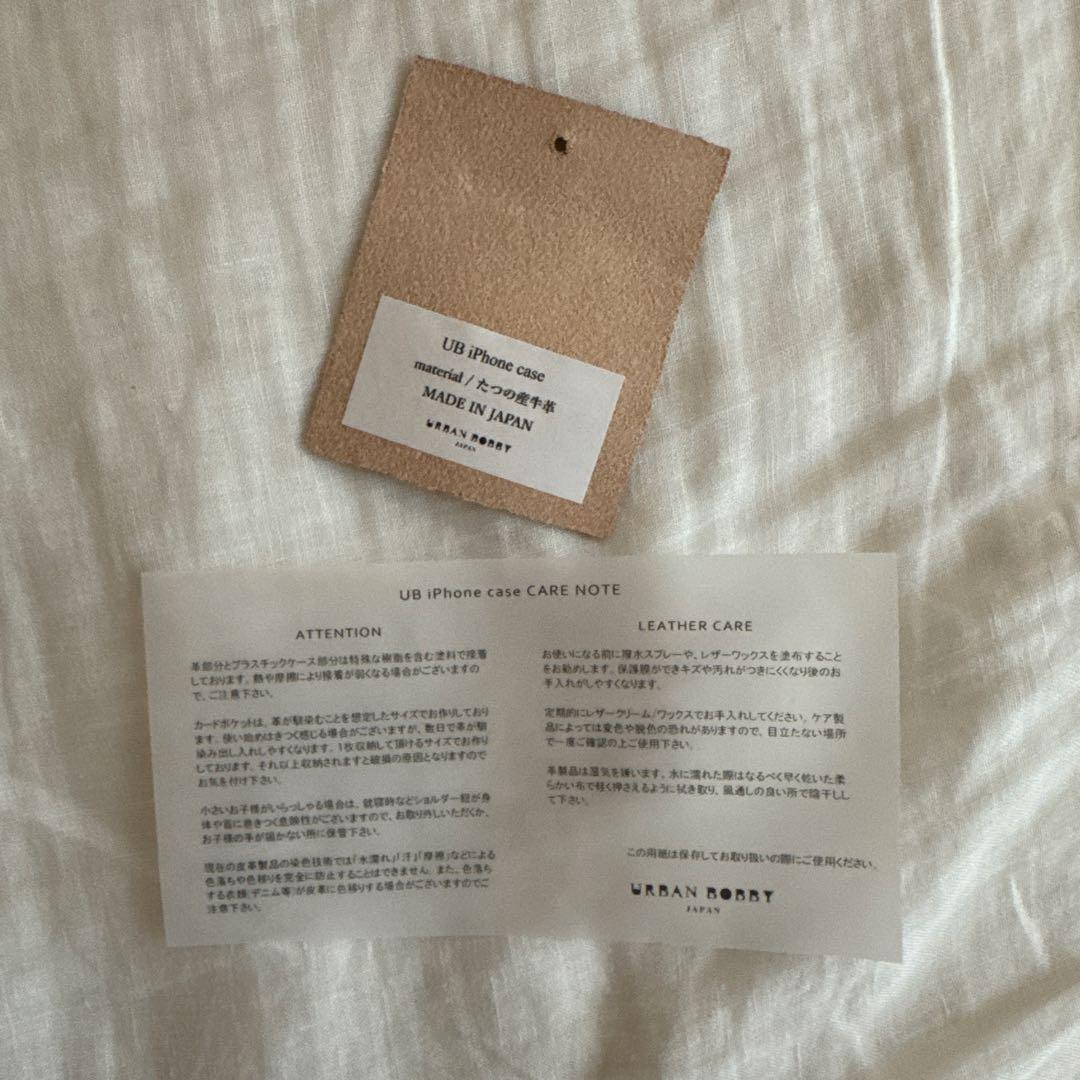 UB iPhone case
material / たつの産牛革
MADE IN JAPAN
URBAN BOBBY
JAPAN
UB iPhone case CARE NOTE
ATTENTION
革部分とプラスチックケース部分は特殊な樹脂を含む塗料で接着
しております。熱や摩擦により接着が弱くなる場合がございますの
で、ご注意下さい。
カードポケットは、革が馴染むことを想定したサイズでお作りしており
ます。使い始めはきつく感じる場合がございますが、数日で革が馴
染み出し入れしやすくなります。1枚収納して頂けるサイズでお作り
しております。それ以上収納されますと破損の原因となりますので
お気を付け下さい。
小さいお子様がいらっしゃる場合は、就寝時などショルダー紐が身
体や首に巻きつく危険性がございますので、お取り外しいただくか、
お子様の手が届かない所に保管下さい。
現在の皮革製品の染色技術では「水濡れ」「汗」「摩擦」などによる
色落ちや色移りを完全に防止することはできません。また、色落ち
する衣類(デニム等)が皮革に色移りする場合がございますのでご
注意下さい。
LEATHER CARE
お使いになる前に撥水スプレーや、レザーワックスを塗布すること
をお勧めします。保護膜ができキズや汚れがつきにくくなり後のお
手入れがしやすくなります。
定期的にレザークリーム/ワックスでお手入れしてください。ケア製
品によっては変色や脱色の恐れがありますので、目立たない場所
で一度ご確認の上ご使用下さい。
革製品は湿気を嫌います。水に濡れた際はなるべく早く乾いた柔
らかい布で軽く押さえるように拭き取り、風通しの良い所で陰干しし
て下さい。
この用紙は保存してお取り扱いの際にご使用ください。
URBAN BOBBY
JAPAN